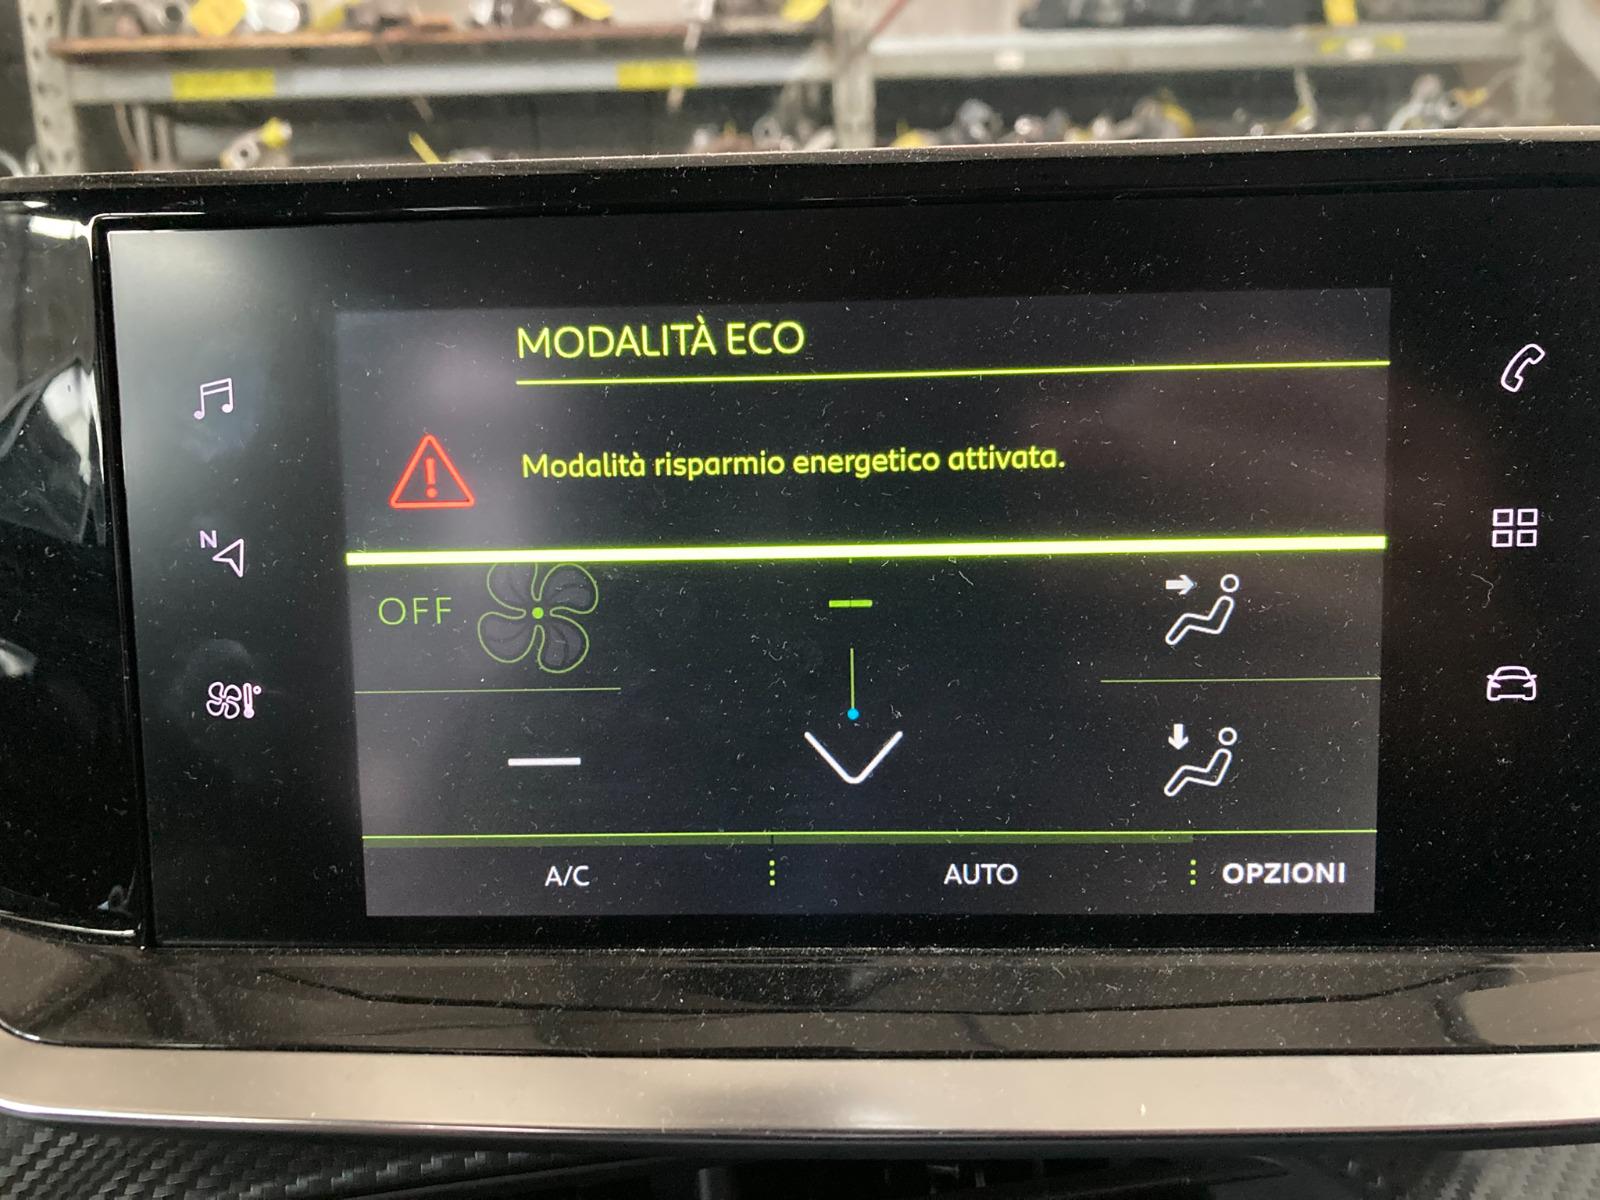 MODALITÀ ECO
Modalità risparmio energetico attivata.
N
OFF
A/C
AUTO
OPZIONI